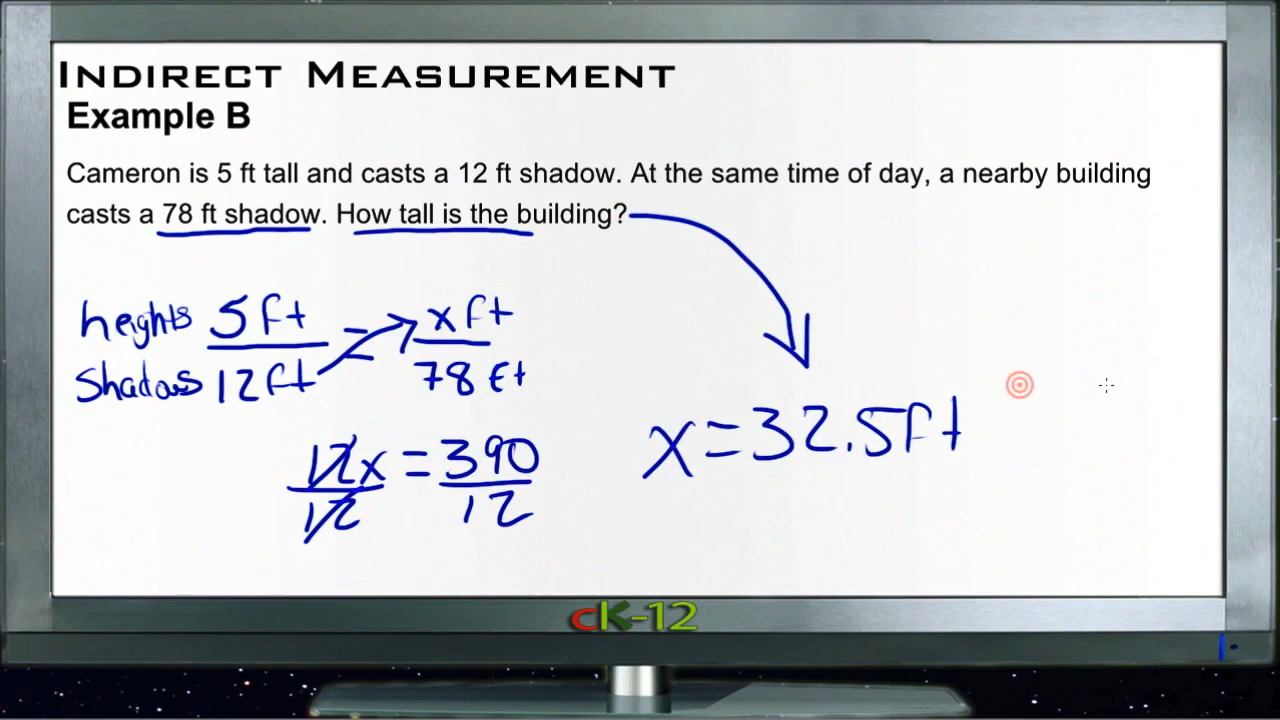 INDIRECT MEASUREMENT
Example B
Cameron is 5 ft tall and casts a 12 ft shadow. At the same time of day, a nearby building
casts a 78 ft shadow. How tall is the building?
heights 5 ft = x ft
Shadows 12 ft 78 ft
12x = 390
12 12
x = 32.5 ft
cK-12